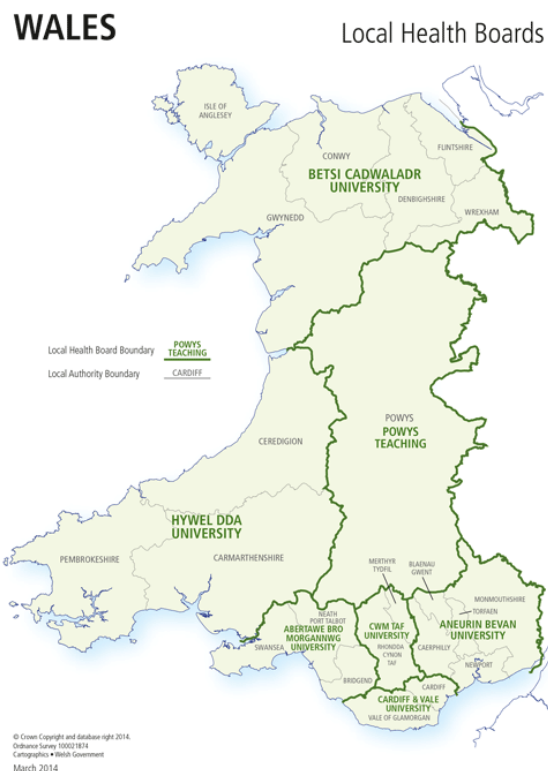 WALES
Local Health Boards
ISLE OF
ANGLESEY
FLINTSHIRE
CONWY
BETSI CADWALADR
UNIVERSITY
DENBIGHSHIRE
WREXHAM
GWYNEDD
Local Health Board Boundary
POWYS
TEACHING
Local Authority Boundary
CARDIFF
POWYS
POWYS
TEACHING
CEREDIGION
HYWEL DDA
UNIVERSITY
PEMBROKESHIRE
CARMARTHENSHIRE
MERTHYR
TYDFIL
BLAENAU
GWENT
MONMOUTHSHIRE
TORFAEN
NEATH
PORT TALBOT
ABERTAWE BRO
MORGANNWG
UNIVERSITY
SWANSEA
CWM TAF
UNIVERSITY
RHONDDA
CYNON
TAF
ANEURIN BEVAN
UNIVERSITY
CAERPHILLY
NEWPORT
BRIDGEND
CARDIFF
CARDIFF & VALE
UNIVERSITY
VALE OF GLAMORGAN
© Crown Copyright and database right 2014.
Ordnance Survey 100021874
Cartographics • Welsh Government
March 2014